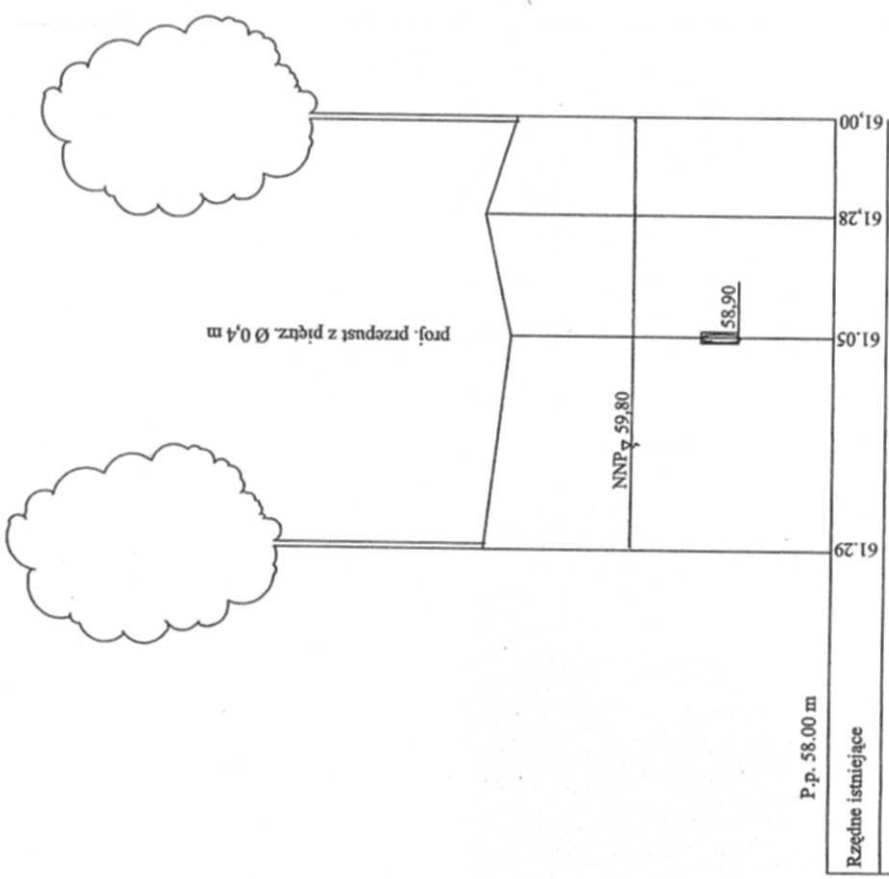 proj. przepust z piętrz. Ø 0,4 m
NNP 59,80
58,90
P.p. 58.00 m
Rzędne istniejące
61.29
61.05
61,28
61,00